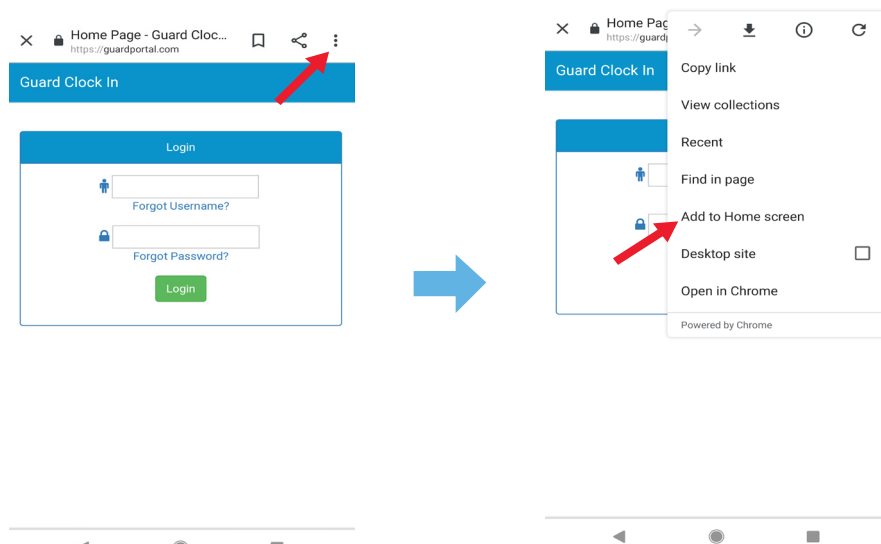 Home Page - Guard Cloc...
https://guardportal.com
Guard Clock In
Login
Forgot Username?
Forgot Password?
Login
Home Pag
https://guardp
Guard Clock In
Copy link
View collections
Recent
Find in page
Add to Home screen
Desktop site
Open in Chrome
Powered by Chrome